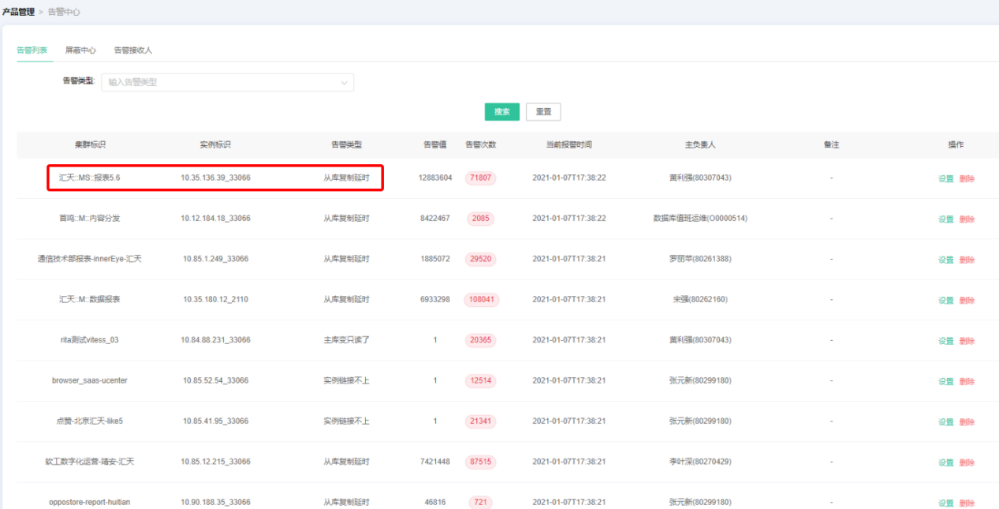 产品管理 > 告警中心
告警列表 屏蔽中心 告警接收人
告警类型: 输入告警类型
搜索 重置
集群标识 实例标识 告警类型 告警值 告警次数 当前报警时间 主负责人 备注 操作
汇天::MS::报表5.6 10.35.136.39_33066 从库复制延时 12883604 71807 2021-01-07T17:38:22 黄利强(80307043) - 设置 删除
首鸣::M::内容分发 10.12.184.18_33066 从库复制延时 8422467 2085 2021-01-07T17:38:22 数据库值班运维(O0000514) - 设置 删除
通信技术部报表-innerEye-汇天 10.85.1.249_33066 从库复制延时 1885072 29520 2021-01-07T17:38:21 罗丽苹(80261388) - 设置 删除
汇天::M::数据报表 10.35.180.12_2110 从库复制延时 6933298 108041 2021-01-07T17:38:21 宋强(80262160) - 设置 删除
rita测试vitess_03 10.84.88.231_33066 主库变只读了 1 20365 2021-01-07T17:38:21 黄利强(80307043) - 设置 删除
browser_saas-ucenter 10.85.52.54_33066 实例链接不上 1 12514 2021-01-07T17:38:21 张元新(80299180) - 设置 删除
点赞-北京汇天-like5 10.85.41.95_33066 实例链接不上 1 21341 2021-01-07T17:38:21 张元新(80299180) - 设置 删除
软工数字化运营-靖安-汇天 10.85.12.215_33066 从库复制延时 7421448 87515 2021-01-07T17:38:21 李叶深(80270429) - 设置 删除
oppostore-report-huitian 10.90.188.35_33066 从库复制延时 46816 721 2021-01-07T17:38:21 张元新(80299180) - 设置 删除